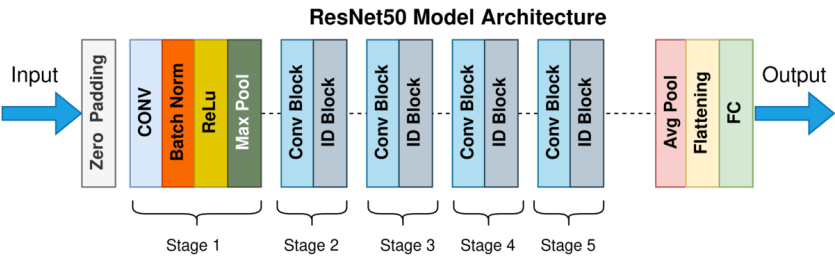 ResNet50 Model Architecture
Input
Zero Padding
CONV
Batch Norm
ReLu
Max Pool
Conv Block
ID Block
Conv Block
ID Block
Conv Block
ID Block
Conv Block
ID Block
Avg Pool
Flattening
FC
Output
Stage 1
Stage 2
Stage 3
Stage 4
Stage 5